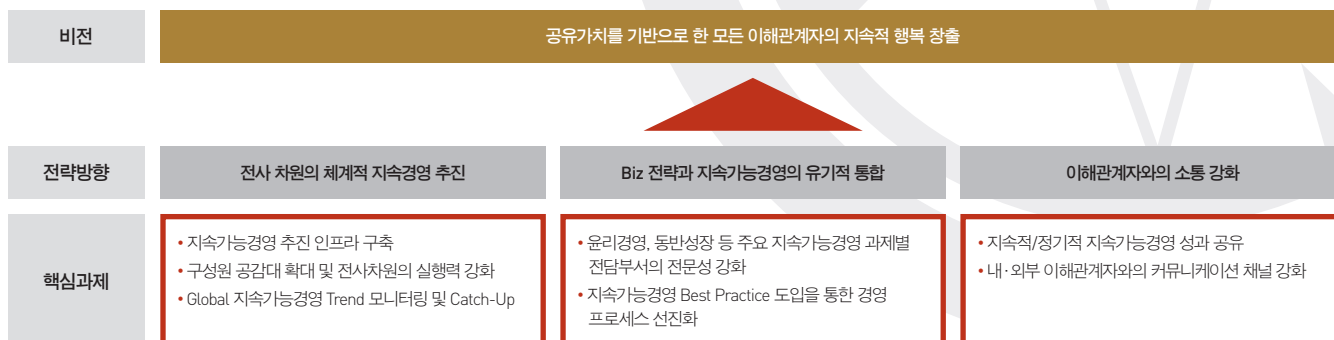 비전
공유가치를 기반으로 한 모든 이해관계자의 지속적 행복 창출
전략방향
전사 차원의 체계적 지속경영 추진
Biz 전략과 지속가능경영의 유기적 통합
이해관계자와의 소통 강화
핵심과제
• 지속가능경영 추진 인프라 구축
• 구성원 공감대 확대 및 전사차원의 실행력 강화
• Global 지속가능경영 Trend 모니터링 및 Catch-Up
• 윤리경영, 동반성장 등 주요 지속가능경영 과제별
전담부서의 전문성 강화
• 지속가능경영 Best Practice 도입을 통한 경영
프로세스 선진화
• 지속적/정기적 지속가능경영 성과 공유
• 내·외부 이해관계자와의 커뮤니케이션 채널 강화